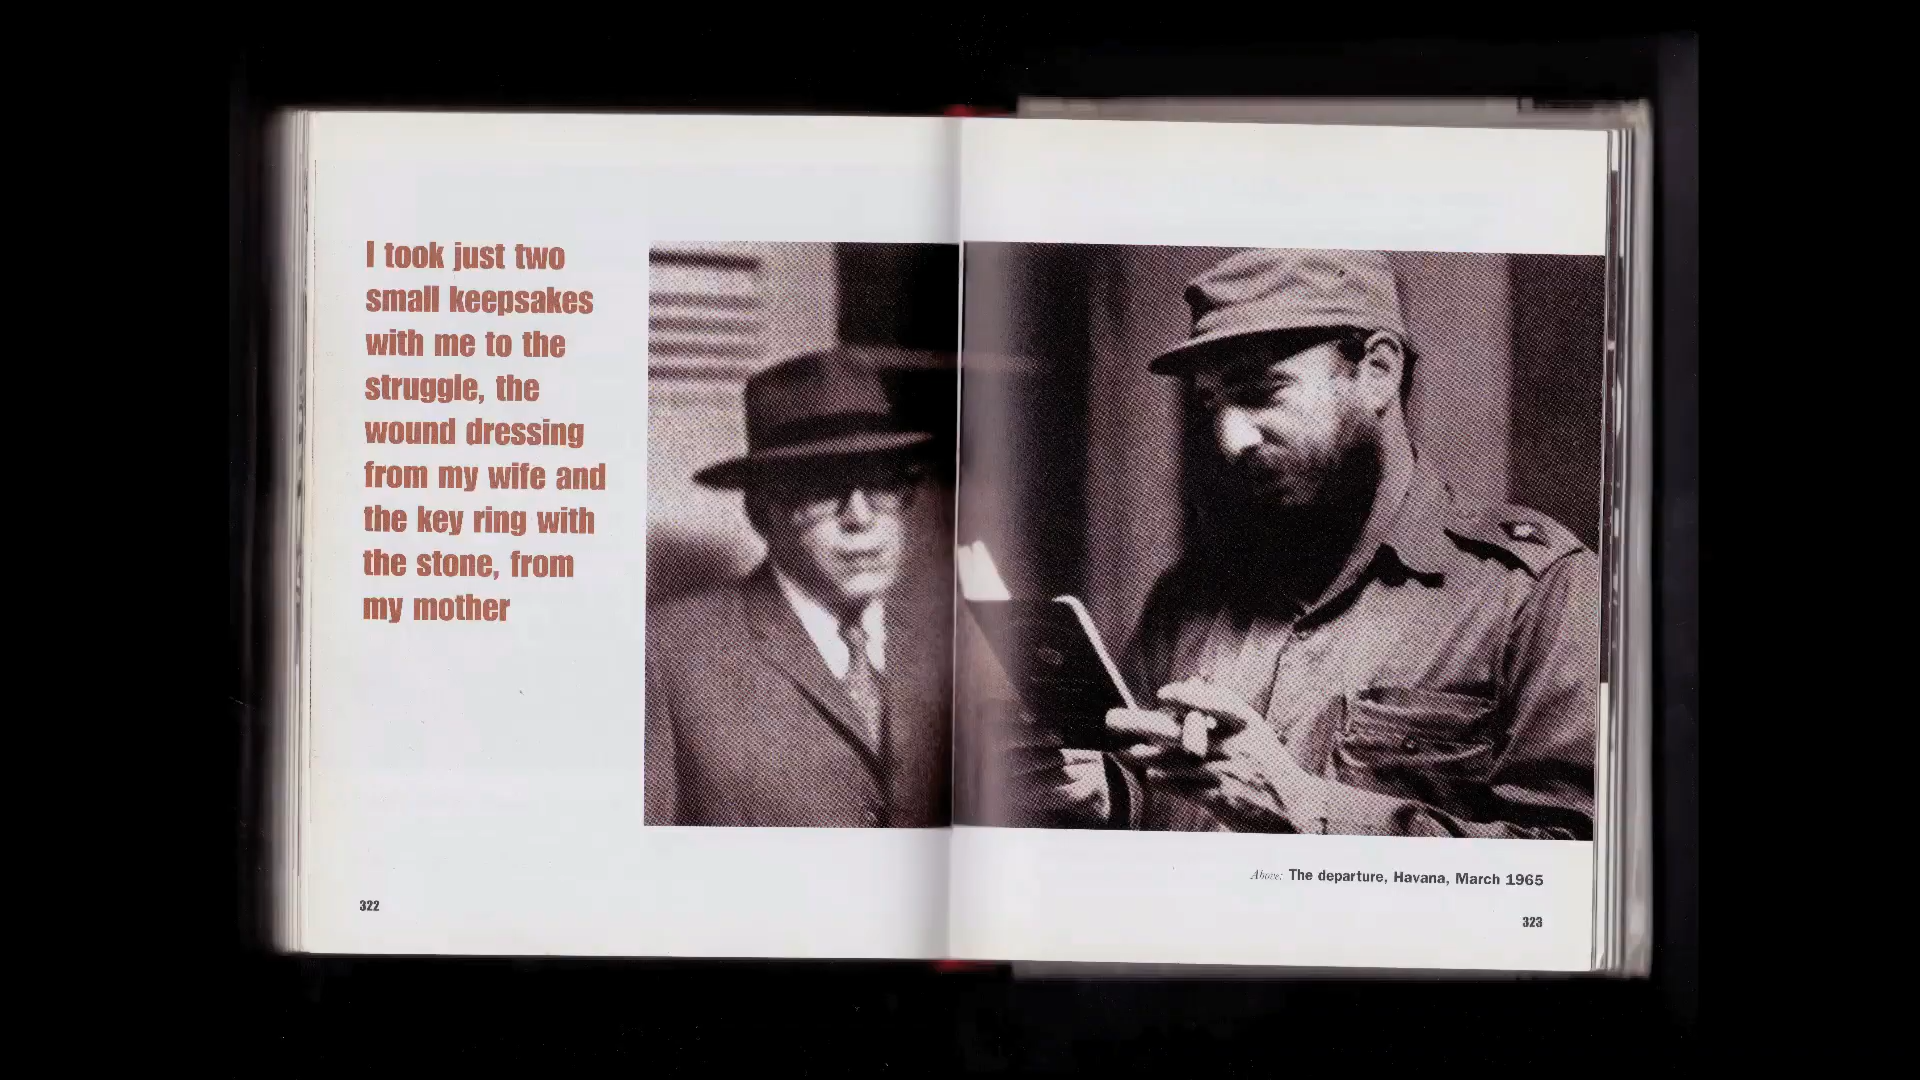 I took just two
small keepsakes
with me to the
struggle, the
wound dressing
from my wife and
the key ring with
the stone, from
my mother
322
Above: The departure, Havana, March 1965
323